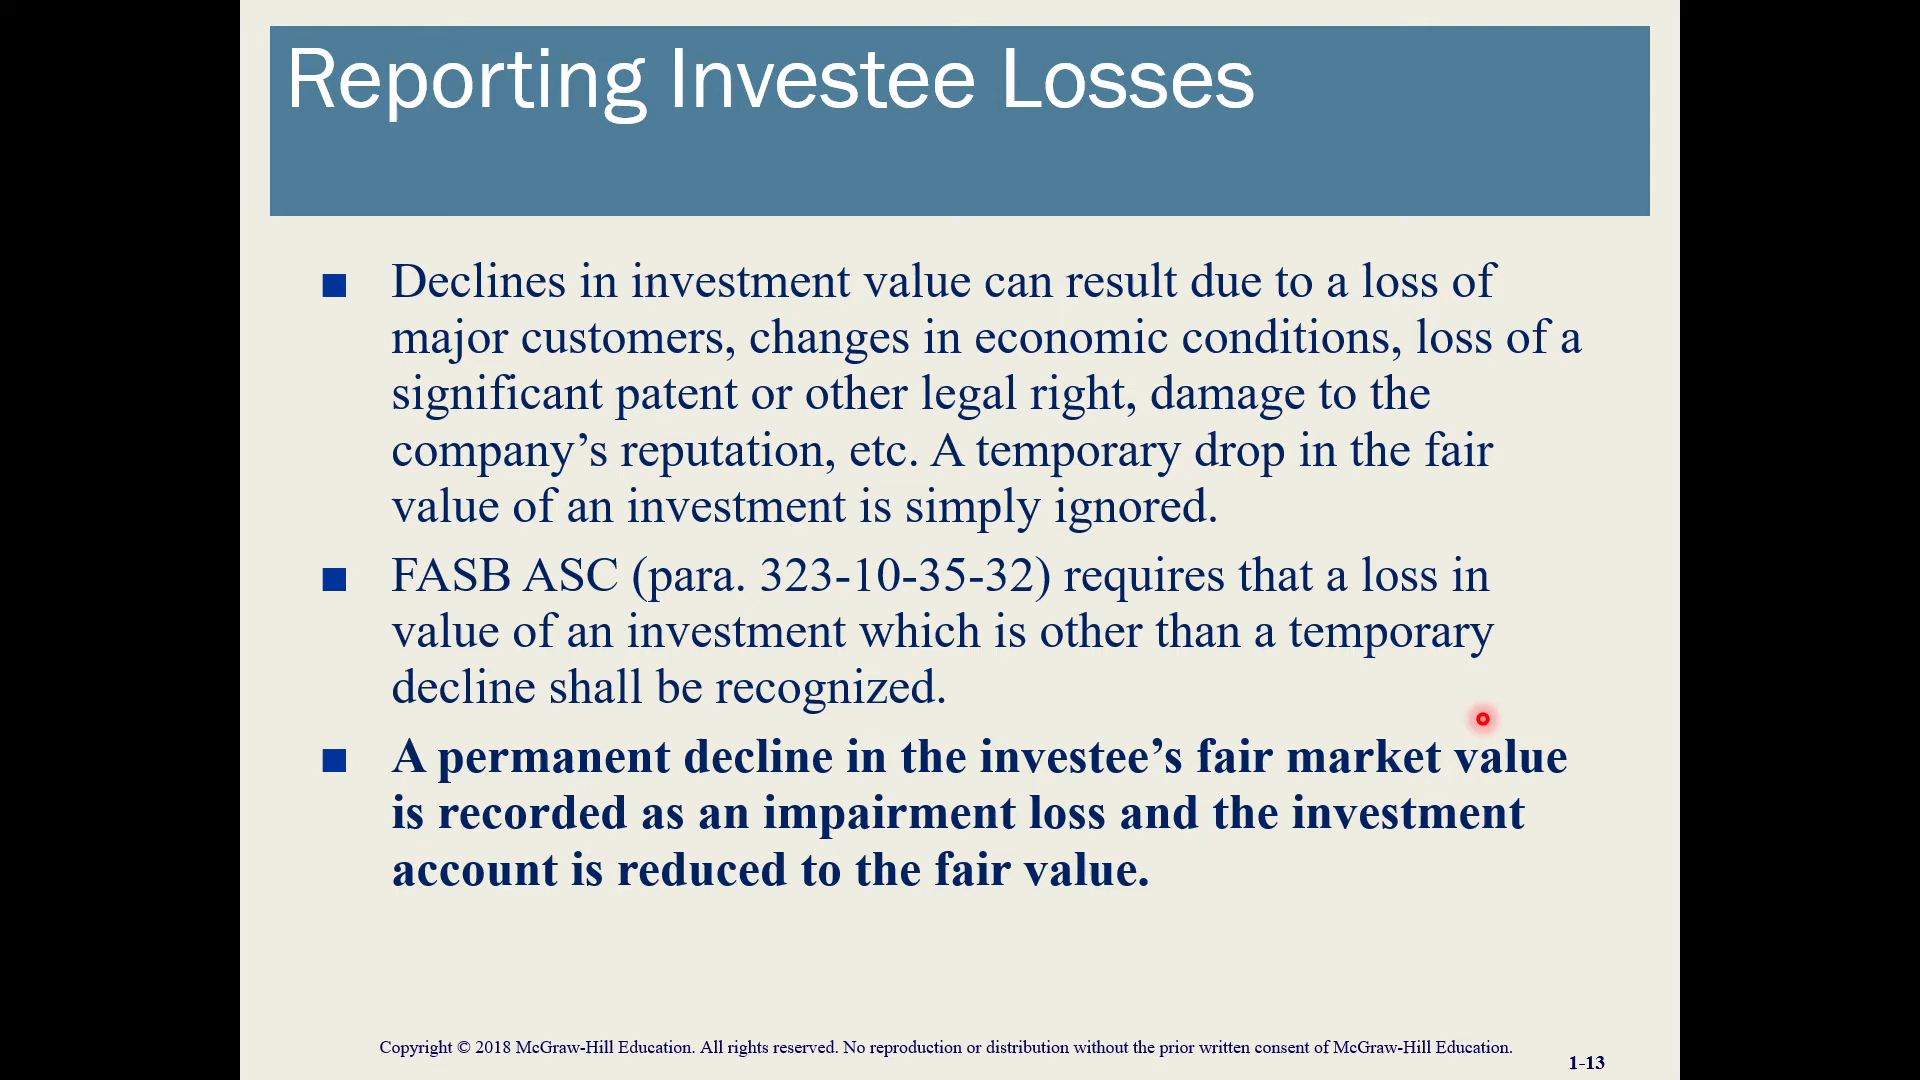 Reporting Investee Losses
Declines in investment value can result due to a loss of
major customers, changes in economic conditions, loss of a
significant patent or other legal right, damage to the
company’s reputation, etc. A temporary drop in the fair
value of an investment is simply ignored.
FASB ASC (para. 323-10-35-32) requires that a loss in
value of an investment which is other than a temporary
decline shall be recognized.
A permanent decline in the investee’s fair market value
is recorded as an impairment loss and the investment
account is reduced to the fair value.
Copyright © 2018 McGraw-Hill Education. All rights reserved. No reproduction or distribution without the prior written consent of McGraw-Hill Education.
1-13